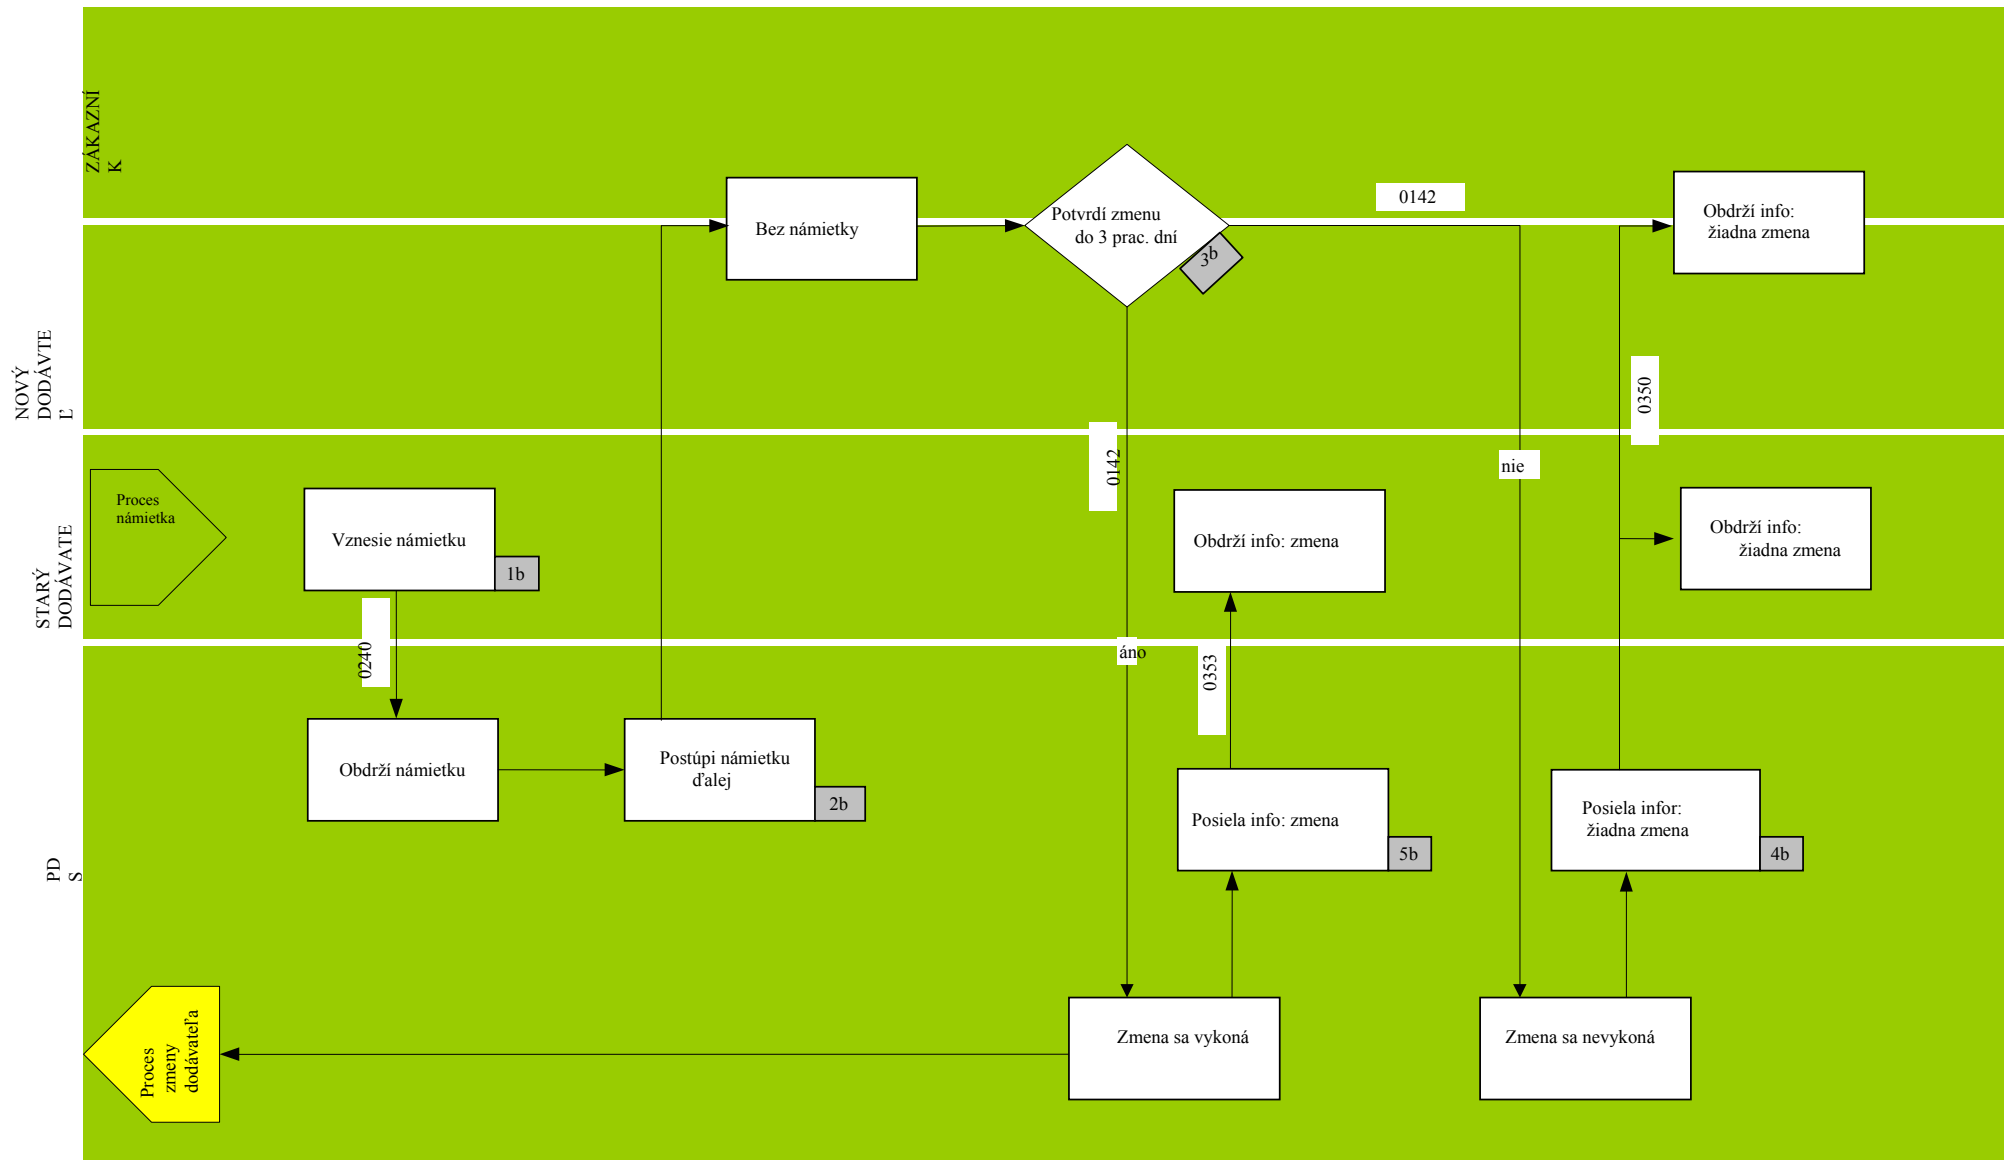 ZÁKAZNÍ
K
Bez námietky
Potvrdí zmenu
do 3 prac. dní
3b
0142
Obdrží info:
žiadna zmena
NOVÝ
DODÁVTE
Ľ
0350
0142
nie
STARÝ
DODÁVATE
Proces
námietka
Vznesie námietku
1b
Obdrží info: zmena
Obdrží info:
žiadna zmena
0240
áno
0353
PD
S
Obdrží námietku
Postúpi námietku
ďalej
2b
Posiela info: zmena
5b
Posiela infor:
žiadna zmena
4b
Proces
zmeny
dodávateľa
Zmena sa vykoná
Zmena sa nevykoná